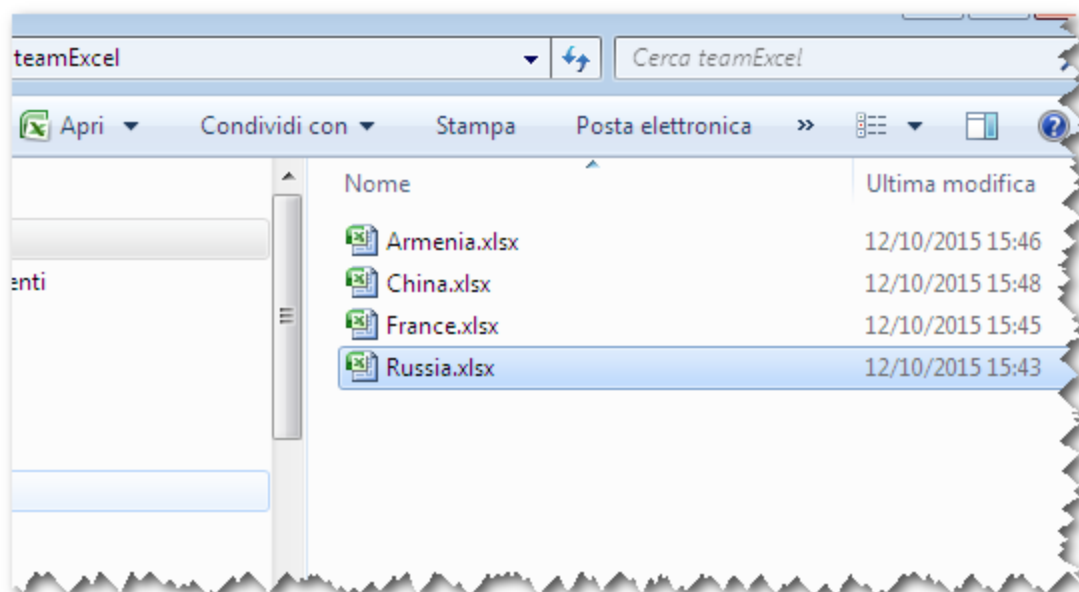 teamExcel Cerca teamExcel
Apri Condividi con Stampa Posta elettronica »
Nome Ultima modifica
Armenia.xlsx 12/10/2015 15:46
enti China.xlsx 12/10/2015 15:48
France.xlsx 12/10/2015 15:45
Russia.xlsx 12/10/2015 15:43